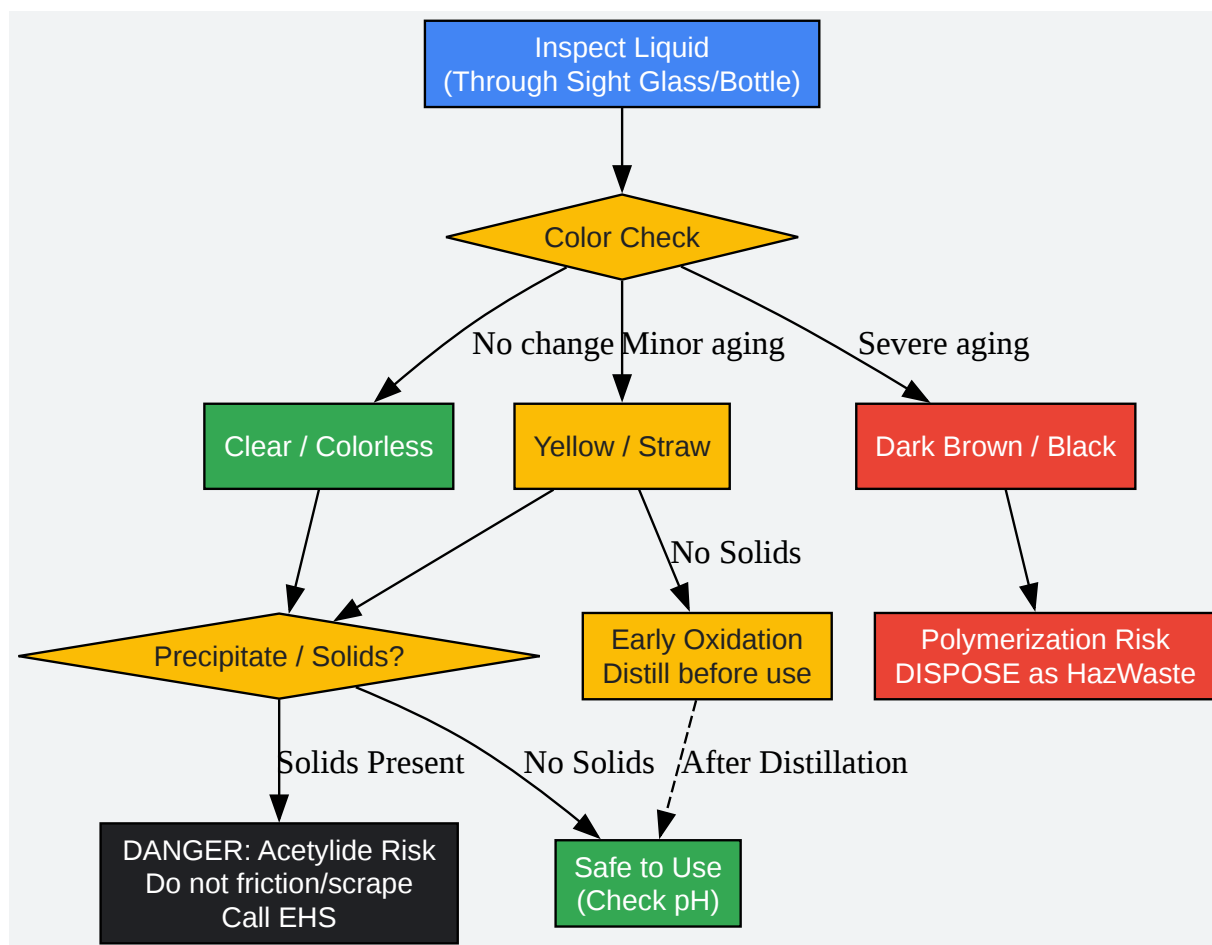 Inspect Liquid
(Through Sight Glass/Bottle)
Color Check
No change
Minor aging
Severe aging
Clear / Colorless
Yellow / Straw
Dark Brown / Black
No Solids
Precipitate / Solids?
Early Oxidation
Distill before use
Polymerization Risk
DISPOSE as HazWaste
Solids Present
No Solids
After Distillation
DANGER: Acetylide Risk
Do not friction/scrape
Call EHS
Safe to Use
(Check pH)